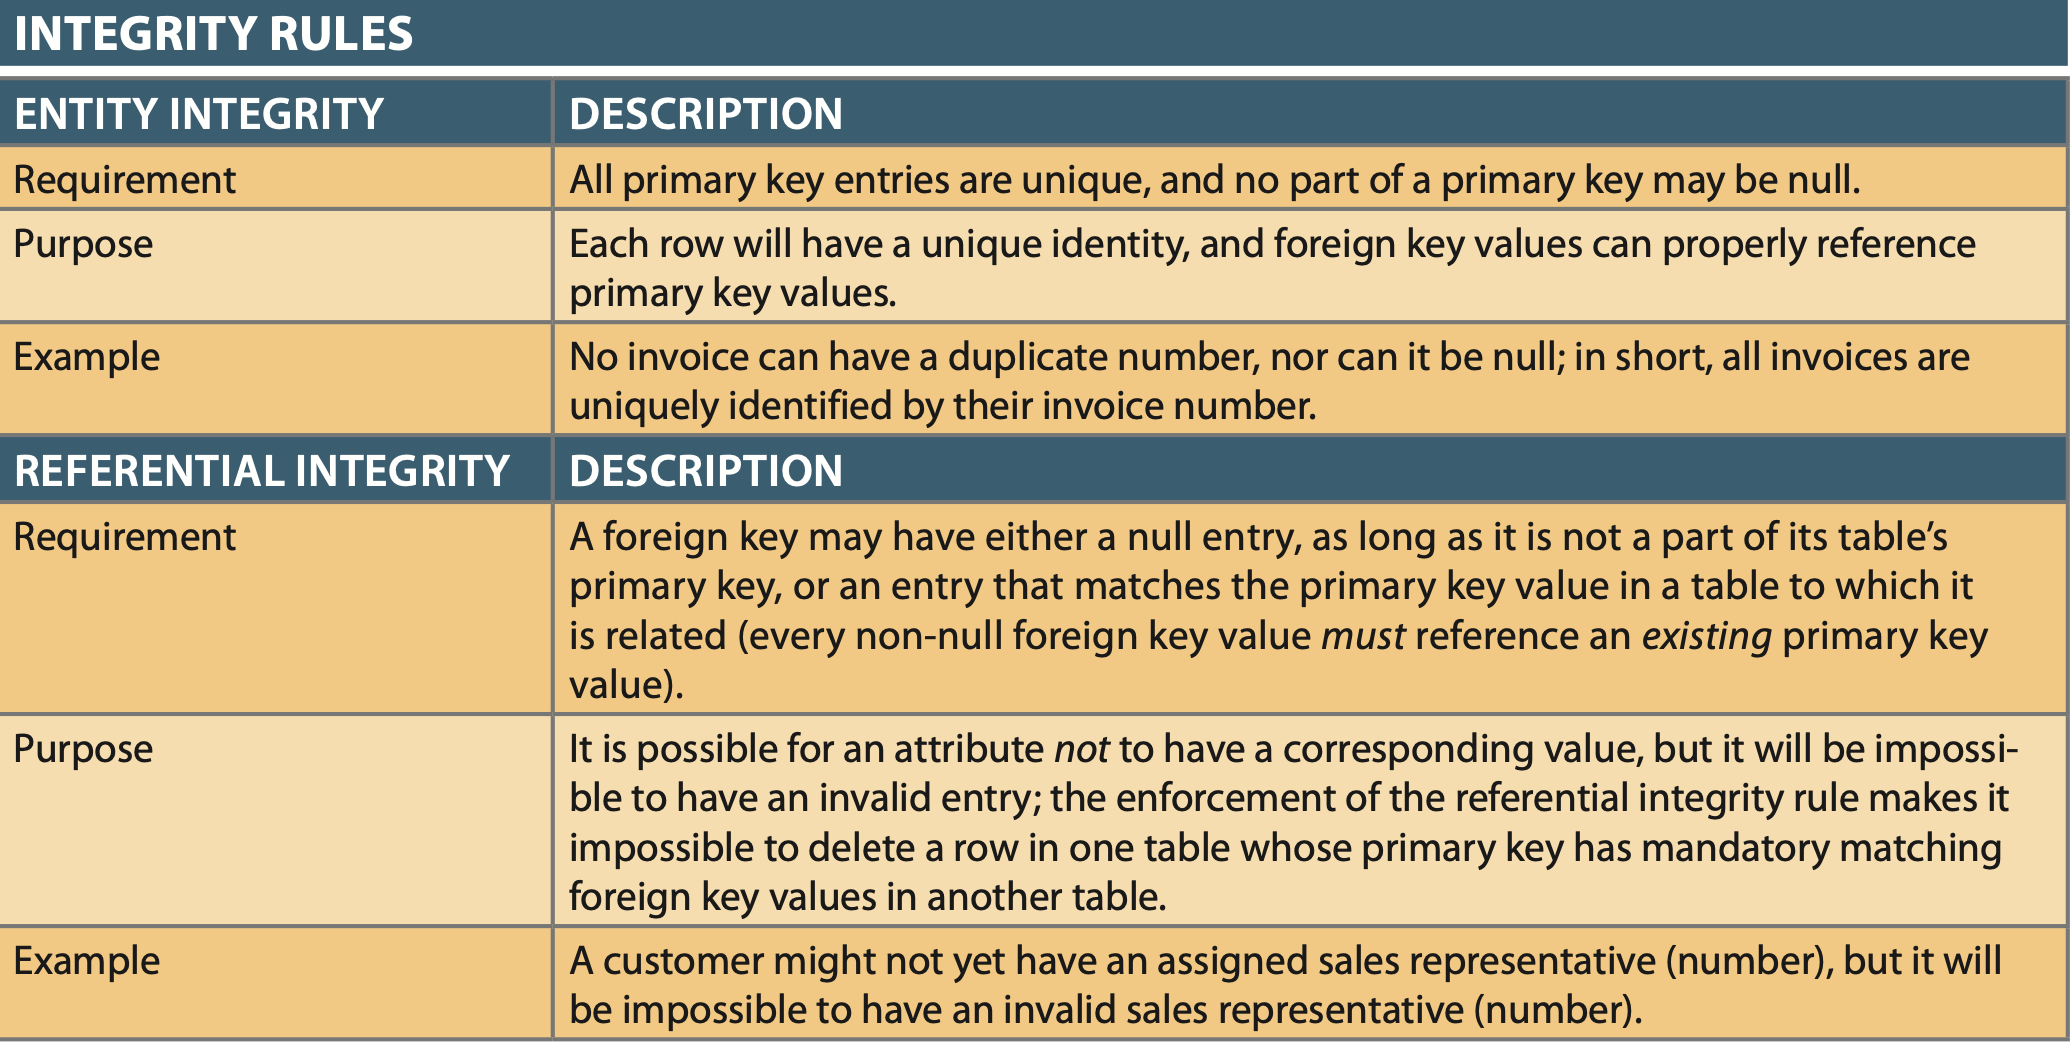 INTEGRITY RULES
ENTITY INTEGRITY
DESCRIPTION
Requirement
All primary key entries are unique, and no part of a primary key may be null.
Purpose
Each row will have a unique identity, and foreign key values can properly reference
primary key values.
Example
No invoice can have a duplicate number, nor can it be null; in short, all invoices are
uniquely identified by their invoice number.
REFERENTIAL INTEGRITY
DESCRIPTION
Requirement
A foreign key may have either a null entry, as long as it is not a part of its table’s
primary key, or an entry that matches the primary key value in a table to which it
is related (every non-null foreign key value must reference an existing primary key
value).
Purpose
It is possible for an attribute not to have a corresponding value, but it will be impossi-
ble to have an invalid entry; the enforcement of the referential integrity rule makes it
impossible to delete a row in one table whose primary key has mandatory matching
foreign key values in another table.
Example
A customer might not yet have an assigned sales representative (number), but it will
be impossible to have an invalid sales representative (number).